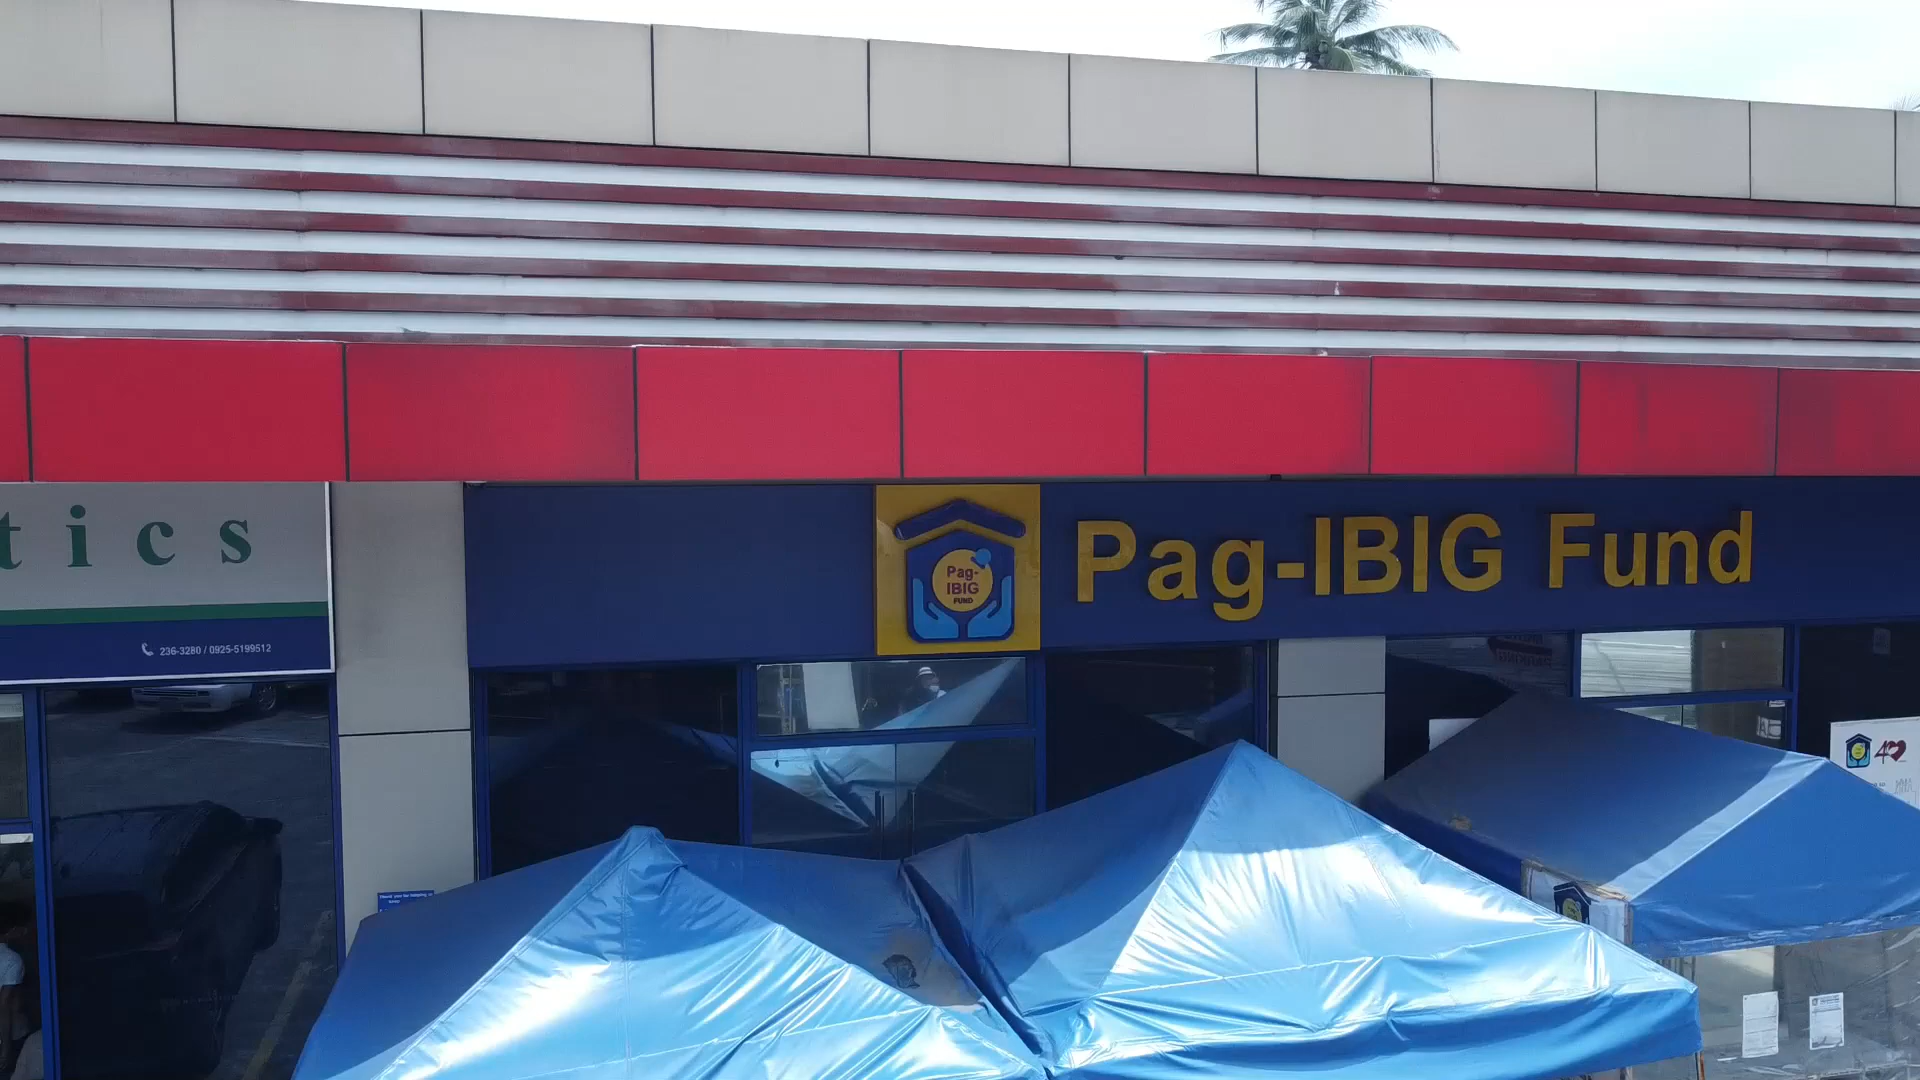 tics
236-3280 / 0925-5199512
Pag-
IBIG
FUND
Pag-IBIG Fund